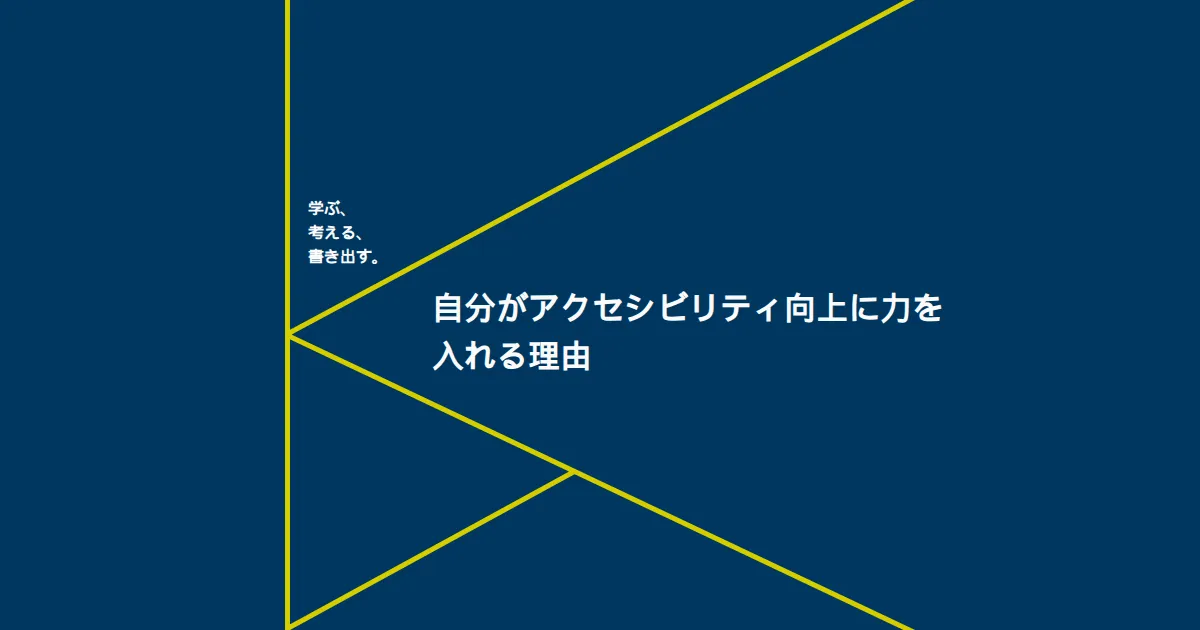 学ぶ、
考える、
書き出す。
自分がアクセシビリティ向上に力を
入れる理由